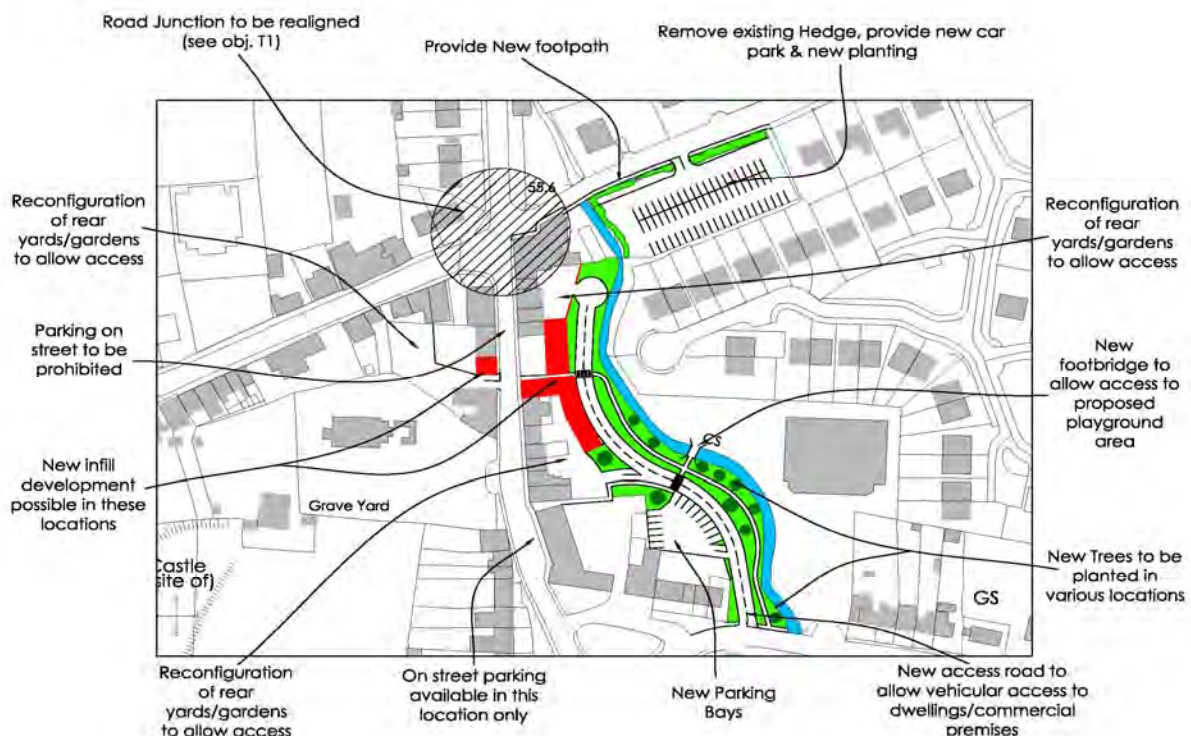 Road Junction to be realigned
(see obj. T1)
Provide New footpath
Remove existing Hedge, provide new car
park & new planting
55.6
Reconfiguration
of rear
yards/gardens
to allow access
Reconfiguration
of rear
yards/gardens
to allow access
Parking on
street to be
prohibited
New
footbridge to
allow access to
proposed
playground
area
CS
New infill
development
possible in these
locations
Grave Yard
Castle
(site of)
New Trees to be
planted in
various locations
GS
Reconfiguration
of rear
yards/gardens
to allow access
On street parking
available in this
location only
New Parking
Bays
New access road to
allow vehicular access to
dwellings/commercial
premises